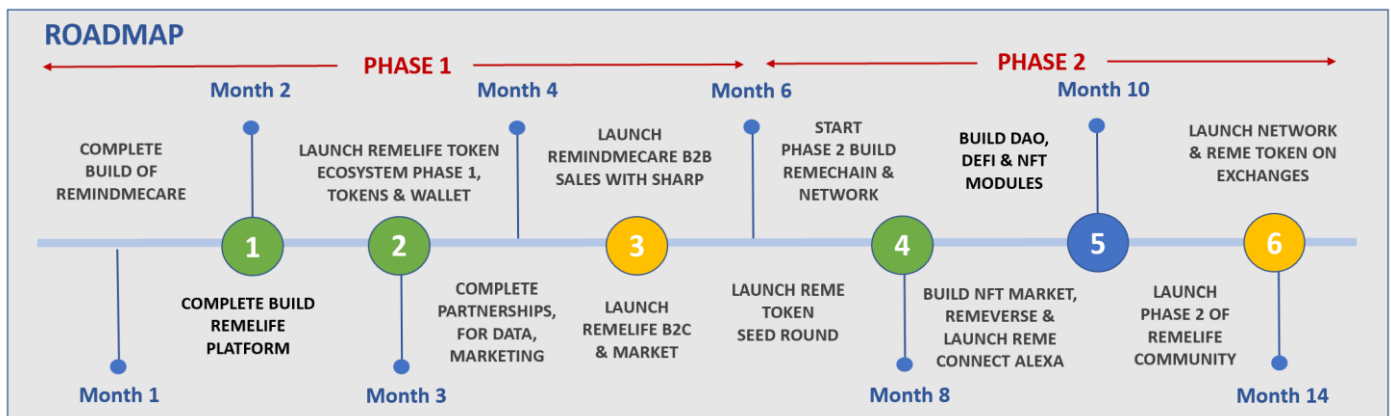 ROADMAP
PHASE 1
PHASE 2
Month 2
Month 4
Month 6
Month 10
COMPLETE
BUILD OF
REMINDMECARE
LAUNCH REMELIFE TOKEN
ECOSYSTEM PHASE 1,
TOKENS & WALLET
LAUNCH
REMINDMECARE B2B
SALES WITH SHARP
START
PHASE 2 BUILD
REMECHAIN &
NETWORK
BUILD DAO,
DEFI & NFT
MODULES
LAUNCH NETWORK
& REME TOKEN ON
EXCHANGES
1
2
3
4
5
6
COMPLETE BUILD
REMELIFE
PLATFORM
COMPLETE
PARTNERSHIPS,
FOR DATA,
MARKETING
LAUNCH
REMELIFE B2C
& MARKET
LAUNCH REME
TOKEN
SEED ROUND
BUILD NFT MARKET,
REMEVERSE &
LAUNCH REME
CONNECT ALEXA
LAUNCH
PHASE 2 OF
REMELIFE
COMMUNITY
Month 1
Month 3
Month 8
Month 14